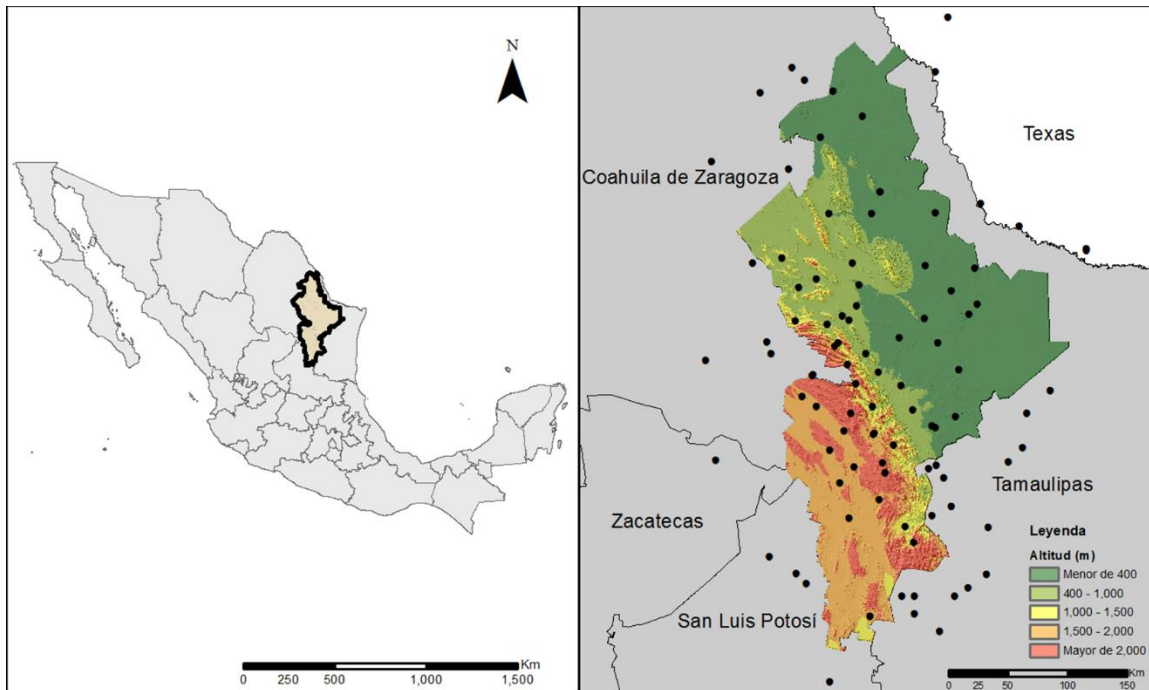 N
Km
0 250 500 1,000 1,500
Texas
Coahuila de Zaragoza
Tamaulipas
Zacatecas
San Luis Potosí
Leyenda
Altitud (m)
Menor de 400
400 - 1,000
1,000 - 1,500
1,500 - 2,000
Mayor de 2,000
Km
0 25 50 100 150